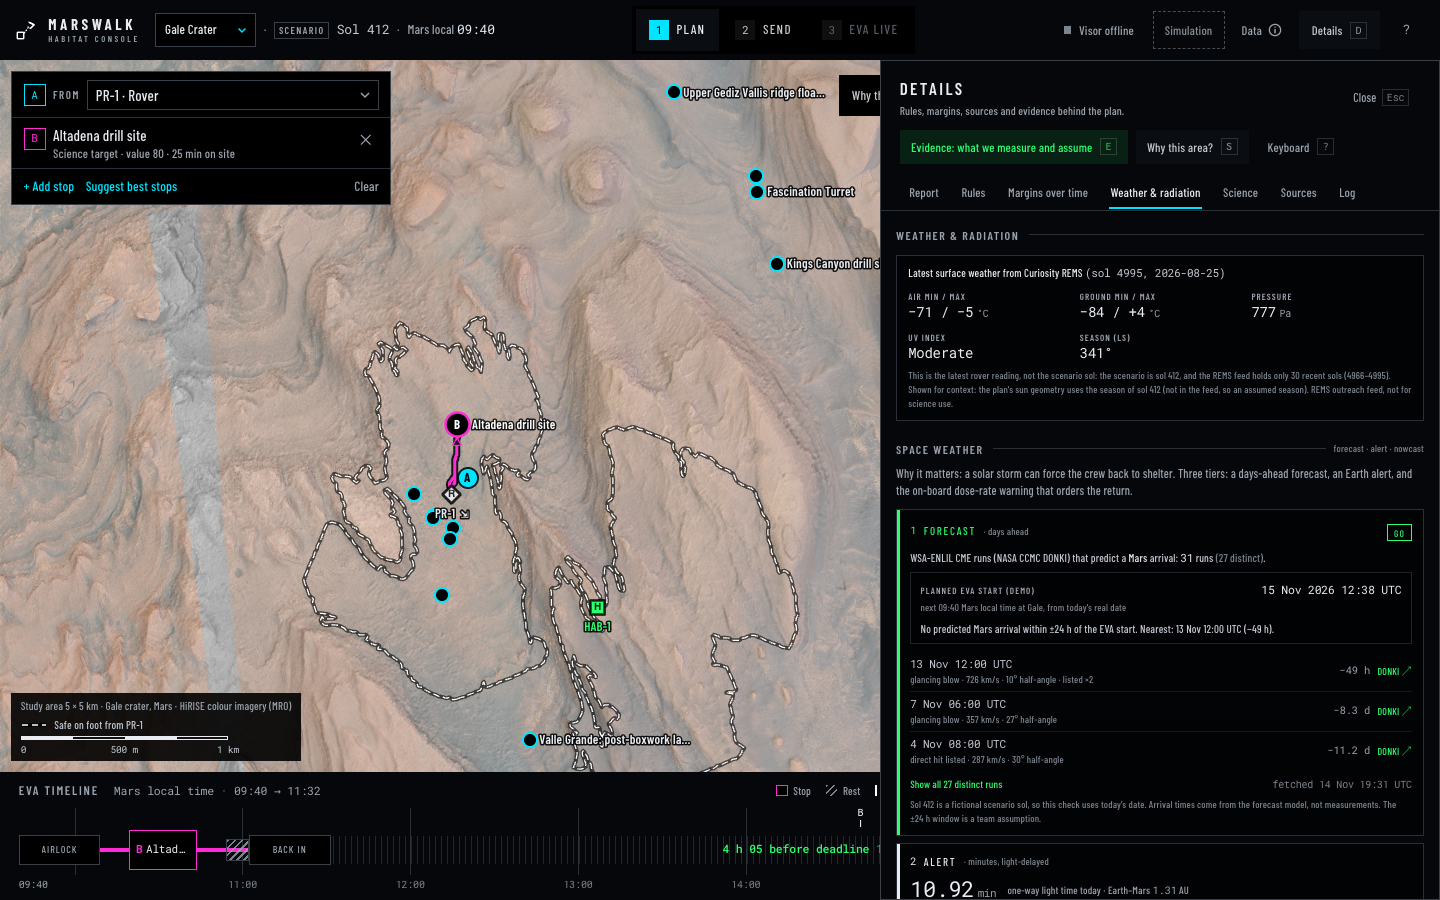 MARSWALK
HABITAT CONSOLE
Gale Crater
· SCENARIO Sol 412 · Mars local 09:40
1 PLAN
2 SEND
3 EVA LIVE
Visor offline
Simulation
Data
Details D
?
A FROM PR-1 · Rover
B Altadena drill site
Science target · value 80 · 25 min on site
+ Add stop Suggest best stops Clear
Upper Gediz Vallis ridge floa...
Why th
Fascination Turret
Kings Canyon drill s
B Altadena drill site
A
R
PR-1
H
HAB-1
Valle Grande: post-boxwork la...
Study area 5 × 5 km · Gale crater, Mars · HiRISE colour imagery (MRO)
Safe on foot from PR-1
0 500 m 1 km
EVA TIMELINE Mars local time · 09:40 → 11:32
Stop Rest
B
AIRLOCK
B Altad…
BACK IN
4 h 05 before deadline 1
09:40 11:00 12:00 13:00 14:00
DETAILS
Rules, margins, sources and evidence behind the plan.
Close Esc
Evidence: what we measure and assume E
Why this area? S
Keyboard ?
Report Rules Margins over time Weather & radiation Science Sources Log
WEATHER & RADIATION
Latest surface weather from Curiosity REMS (sol 4995, 2026-08-25)
AIR MIN / MAX GROUND MIN / MAX PRESSURE
−71 / −5 °C −84 / +4 °C 777 Pa
UV INDEX SEASON (LS)
Moderate 341°
This is the latest rover reading, not the scenario sol: the scenario is sol 412, and the REMS feed holds only 30 recent sols (4966–4995).
Shown for context: the plan's sun geometry uses the season of sol 412 (not in the feed, so an assumed season). REMS outreach feed, not for
science use.
SPACE WEATHER forecast · alert · nowcast
Why it matters: a solar storm can force the crew back to shelter. Three tiers: a days-ahead forecast, an Earth alert, and
the on-board dose-rate warning that orders the return.
1 FORECAST · days ahead GO
WSA-ENLIL CME runs (NASA CCMC DONKI) that predict a Mars arrival: 31 runs (27 distinct).
PLANNED EVA START (DEMO) 15 Nov 2026 12:38 UTC
next 09:40 Mars local time at Gale, from today's real date
No predicted Mars arrival within ±24 h of the EVA start. Nearest: 13 Nov 12:00 UTC (−49 h).
13 Nov 12:00 UTC −49 h DONKI ↗
glancing blow · 726 km/s · 10° half-angle · listed ×2
7 Nov 06:00 UTC −8.3 d DONKI ↗
glancing blow · 357 km/s · 27° half-angle
4 Nov 08:00 UTC −11.2 d DONKI ↗
direct hit listed · 287 km/s · 30° half-angle
Show all 27 distinct runs fetched 14 Nov 19:31 UTC
Sol 412 is a fictional scenario sol, so this check uses today's date. Arrival times come from the forecast model, not measurements. The
±24 h window is a team assumption.
2 ALERT · minutes, light-delayed
10.92 min one-way light time today · Earth–Mars 1.31 AU